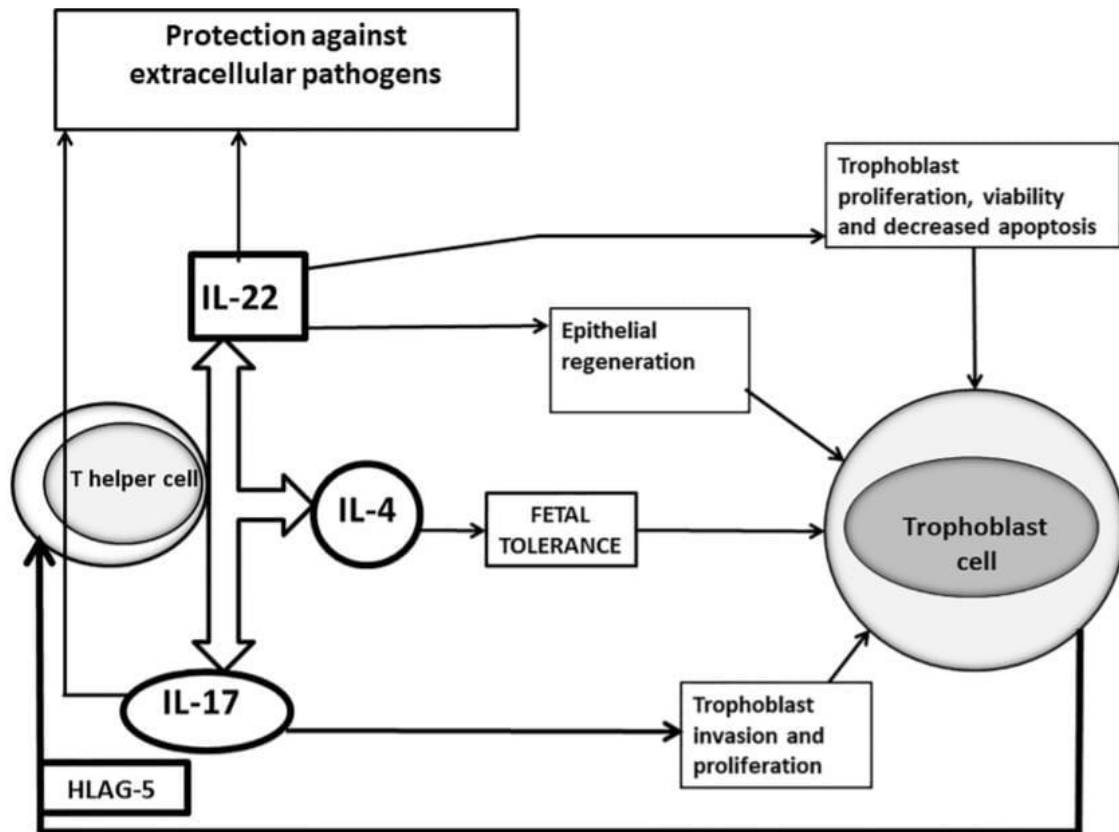 Protection against
extracellular pathogens
Trophoblast
proliferation, viability
and decreased apoptosis
IL-22
Epithelial
regeneration
T helper cell
IL-4
FETAL
TOLERANCE
Trophoblast
cell
IL-17
Trophoblast
invasion and
proliferation
HLAG-5